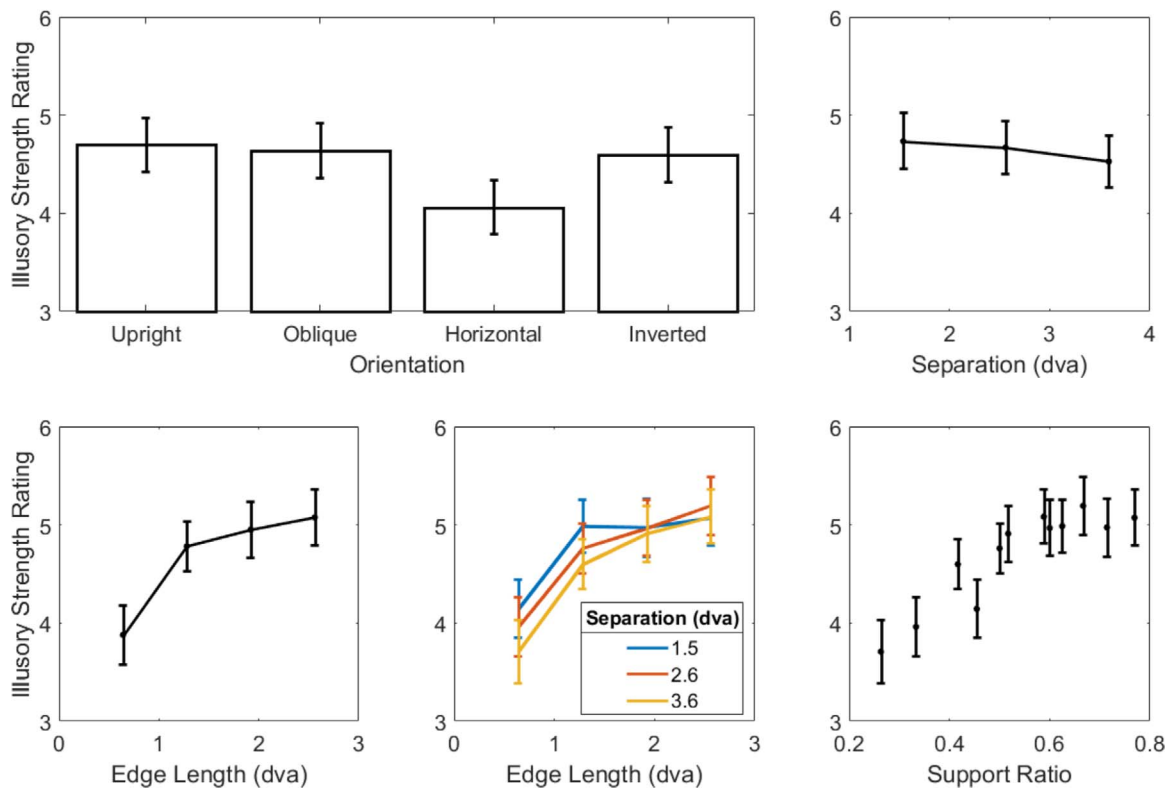 Illusory Strength Rating
6
5
4
3
Upright Oblique Horizontal Inverted
Orientation
6
5
4
3
1 2 3 4
Separation (dva)
Illusory Strength Rating
6
5
4
3
0 1 2 3
Edge Length (dva)
6
5
4
3
0 1 2 3
Edge Length (dva)
Separation (dva)
1.5
2.6
3.6
6
5
4
3
0.2 0.4 0.6 0.8
Support Ratio